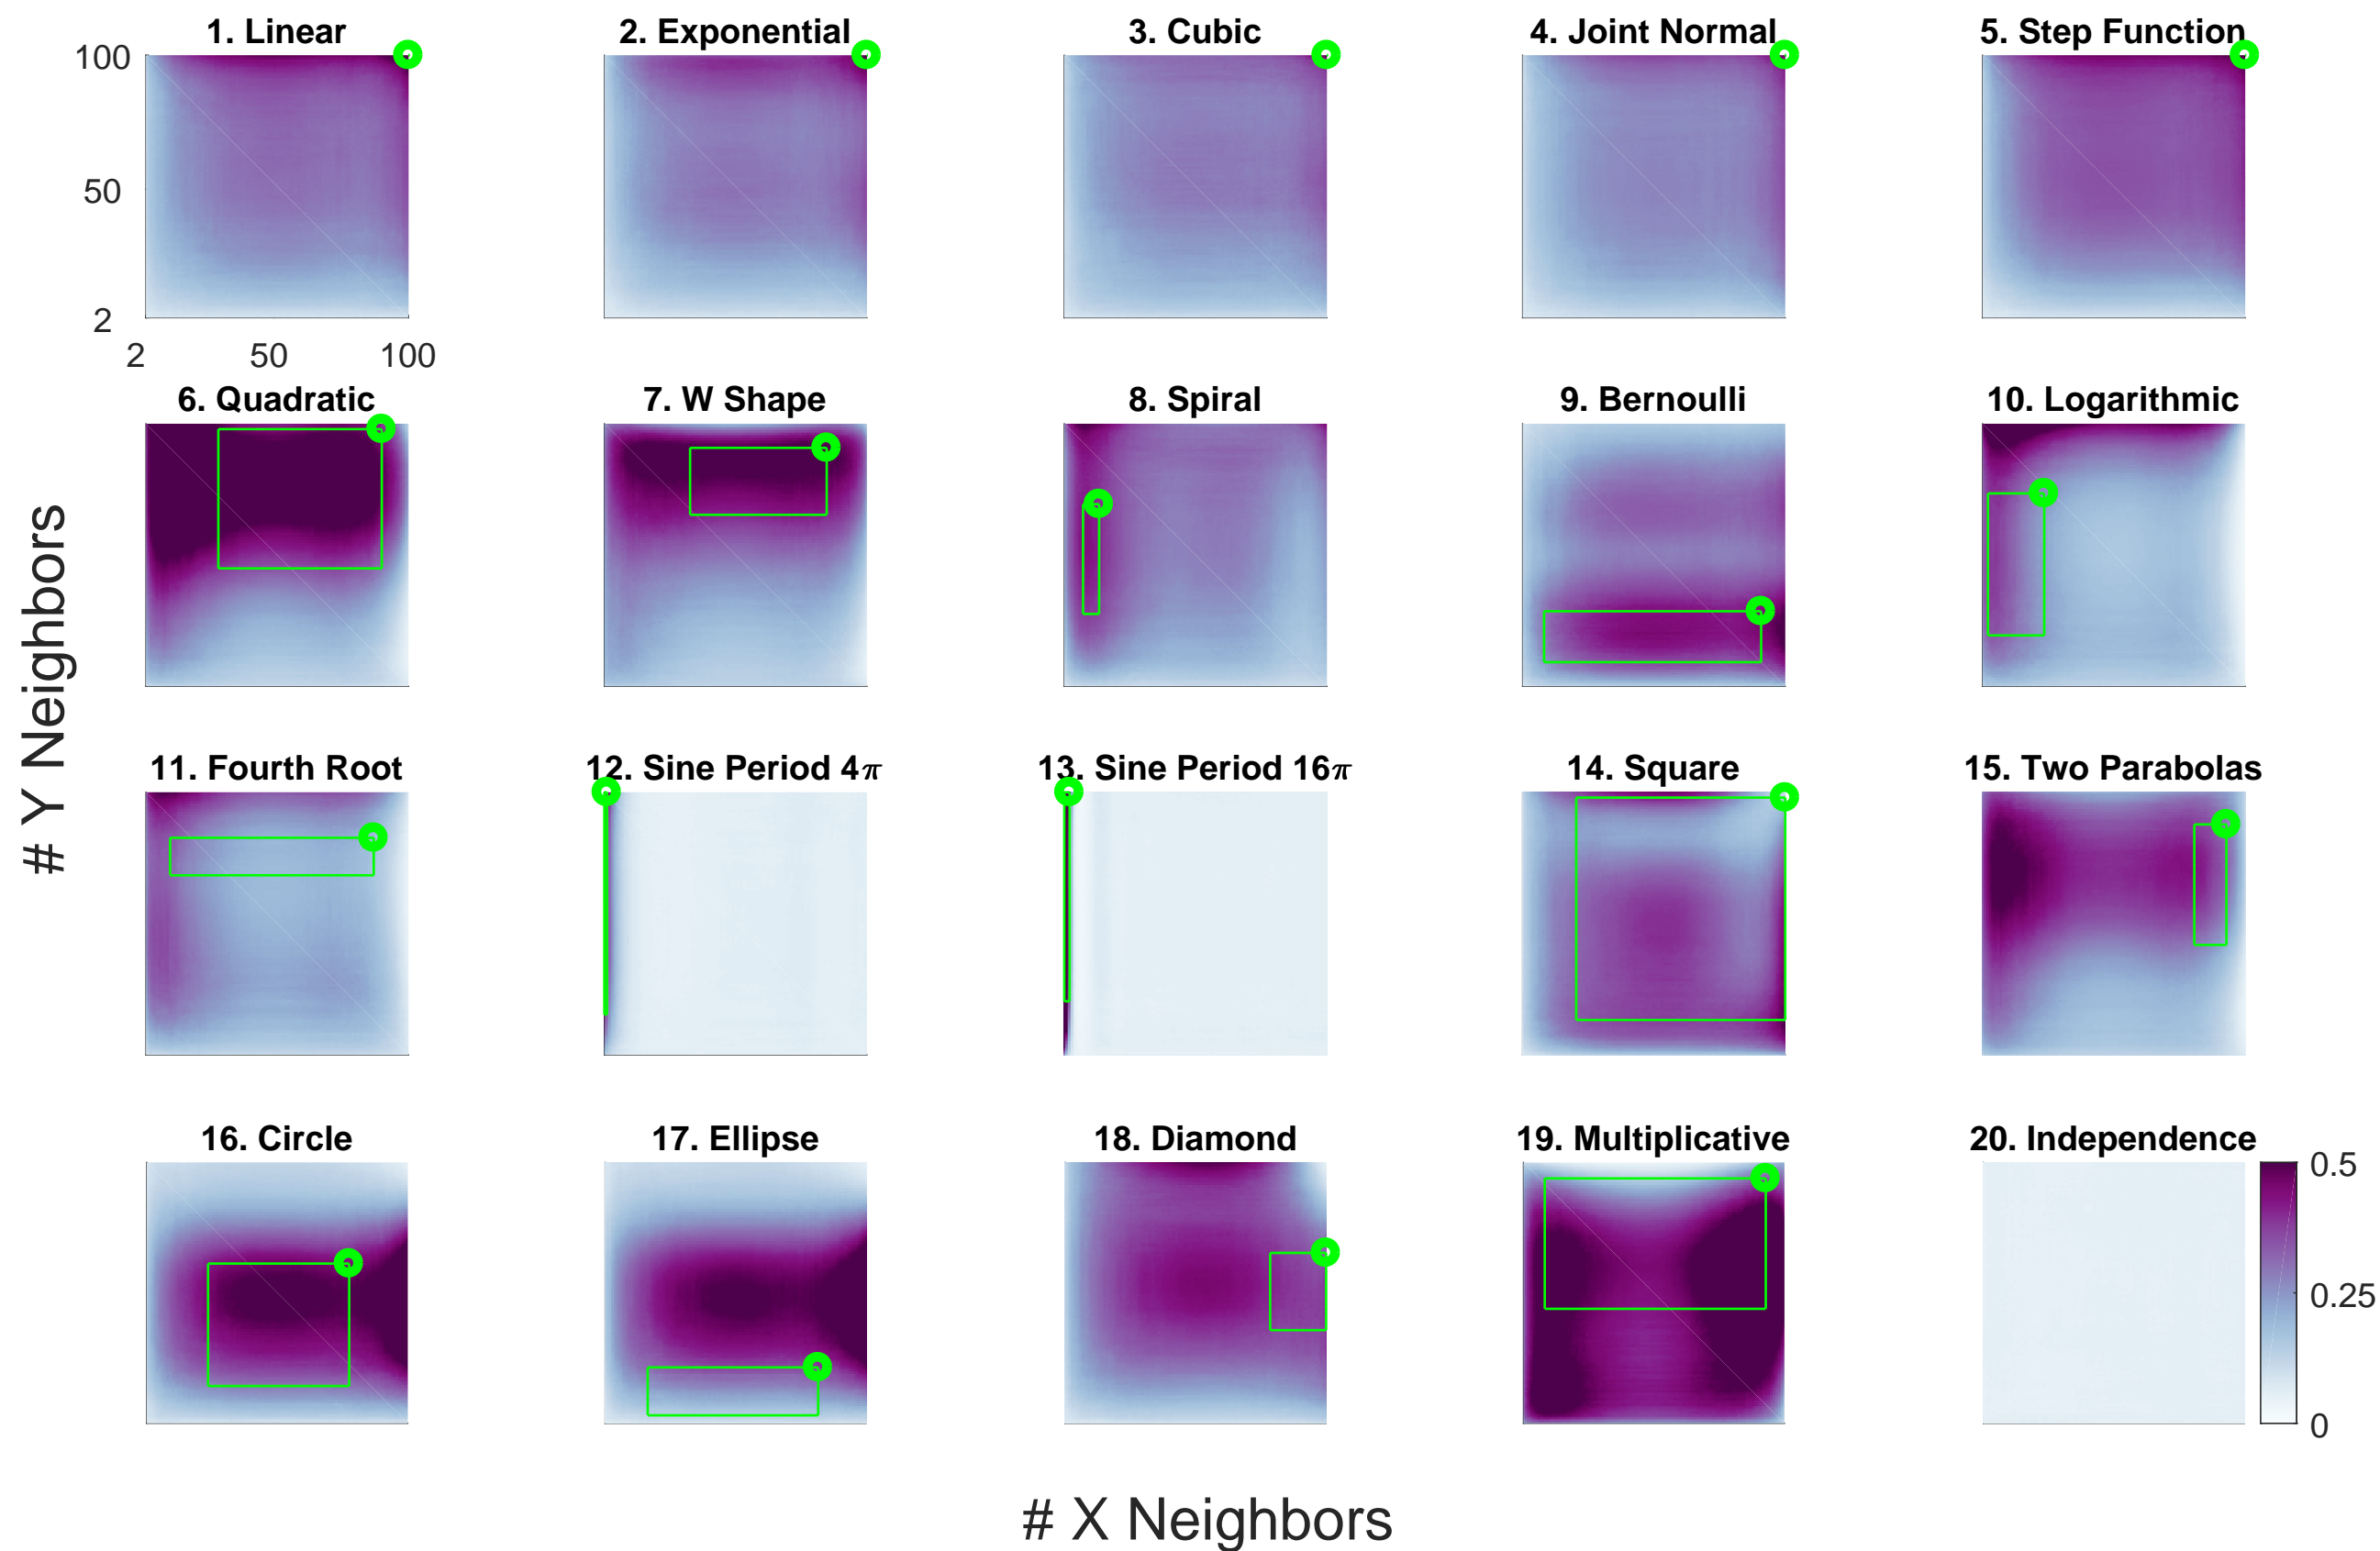 1. Linear
2. Exponential
3. Cubic
4. Joint Normal
5. Step Function
100
50
2
2 50 100
6. Quadratic
7. W Shape
8. Spiral
9. Bernoulli
10. Logarithmic
# Y Neighbors
11. Fourth Root
12. Sine Period 4π
13. Sine Period 16π
14. Square
15. Two Parabolas
16. Circle
17. Ellipse
18. Diamond
19. Multiplicative
20. Independence
0.5
0.25
0
# X Neighbors